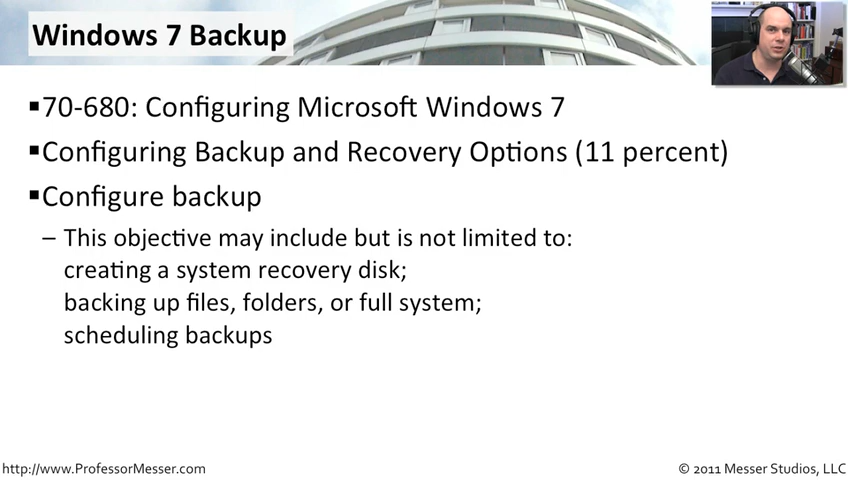 Windows 7 Backup
▪70-680: Configuring Microsoft Windows 7
▪Configuring Backup and Recovery Options (11 percent)
▪Configure backup
– This objective may include but is not limited to:
creating a system recovery disk;
backing up files, folders, or full system;
scheduling backups
http://www.ProfessorMesser.com
© 2011 Messer Studios, LLC